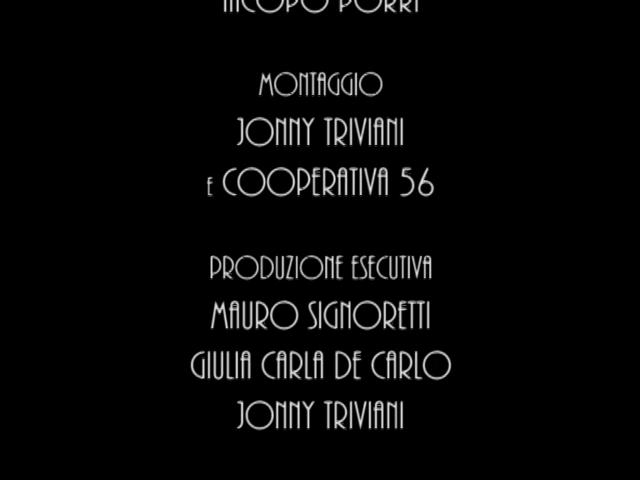 MONTAGGIO
JONNY TRIVIANI
E COOPERATIVA 56
PRODUZIONE ESECUTIVA
MAURO SIGNORETTI
GIULIA CARLA DE CARLO
JONNY TRIVIANI